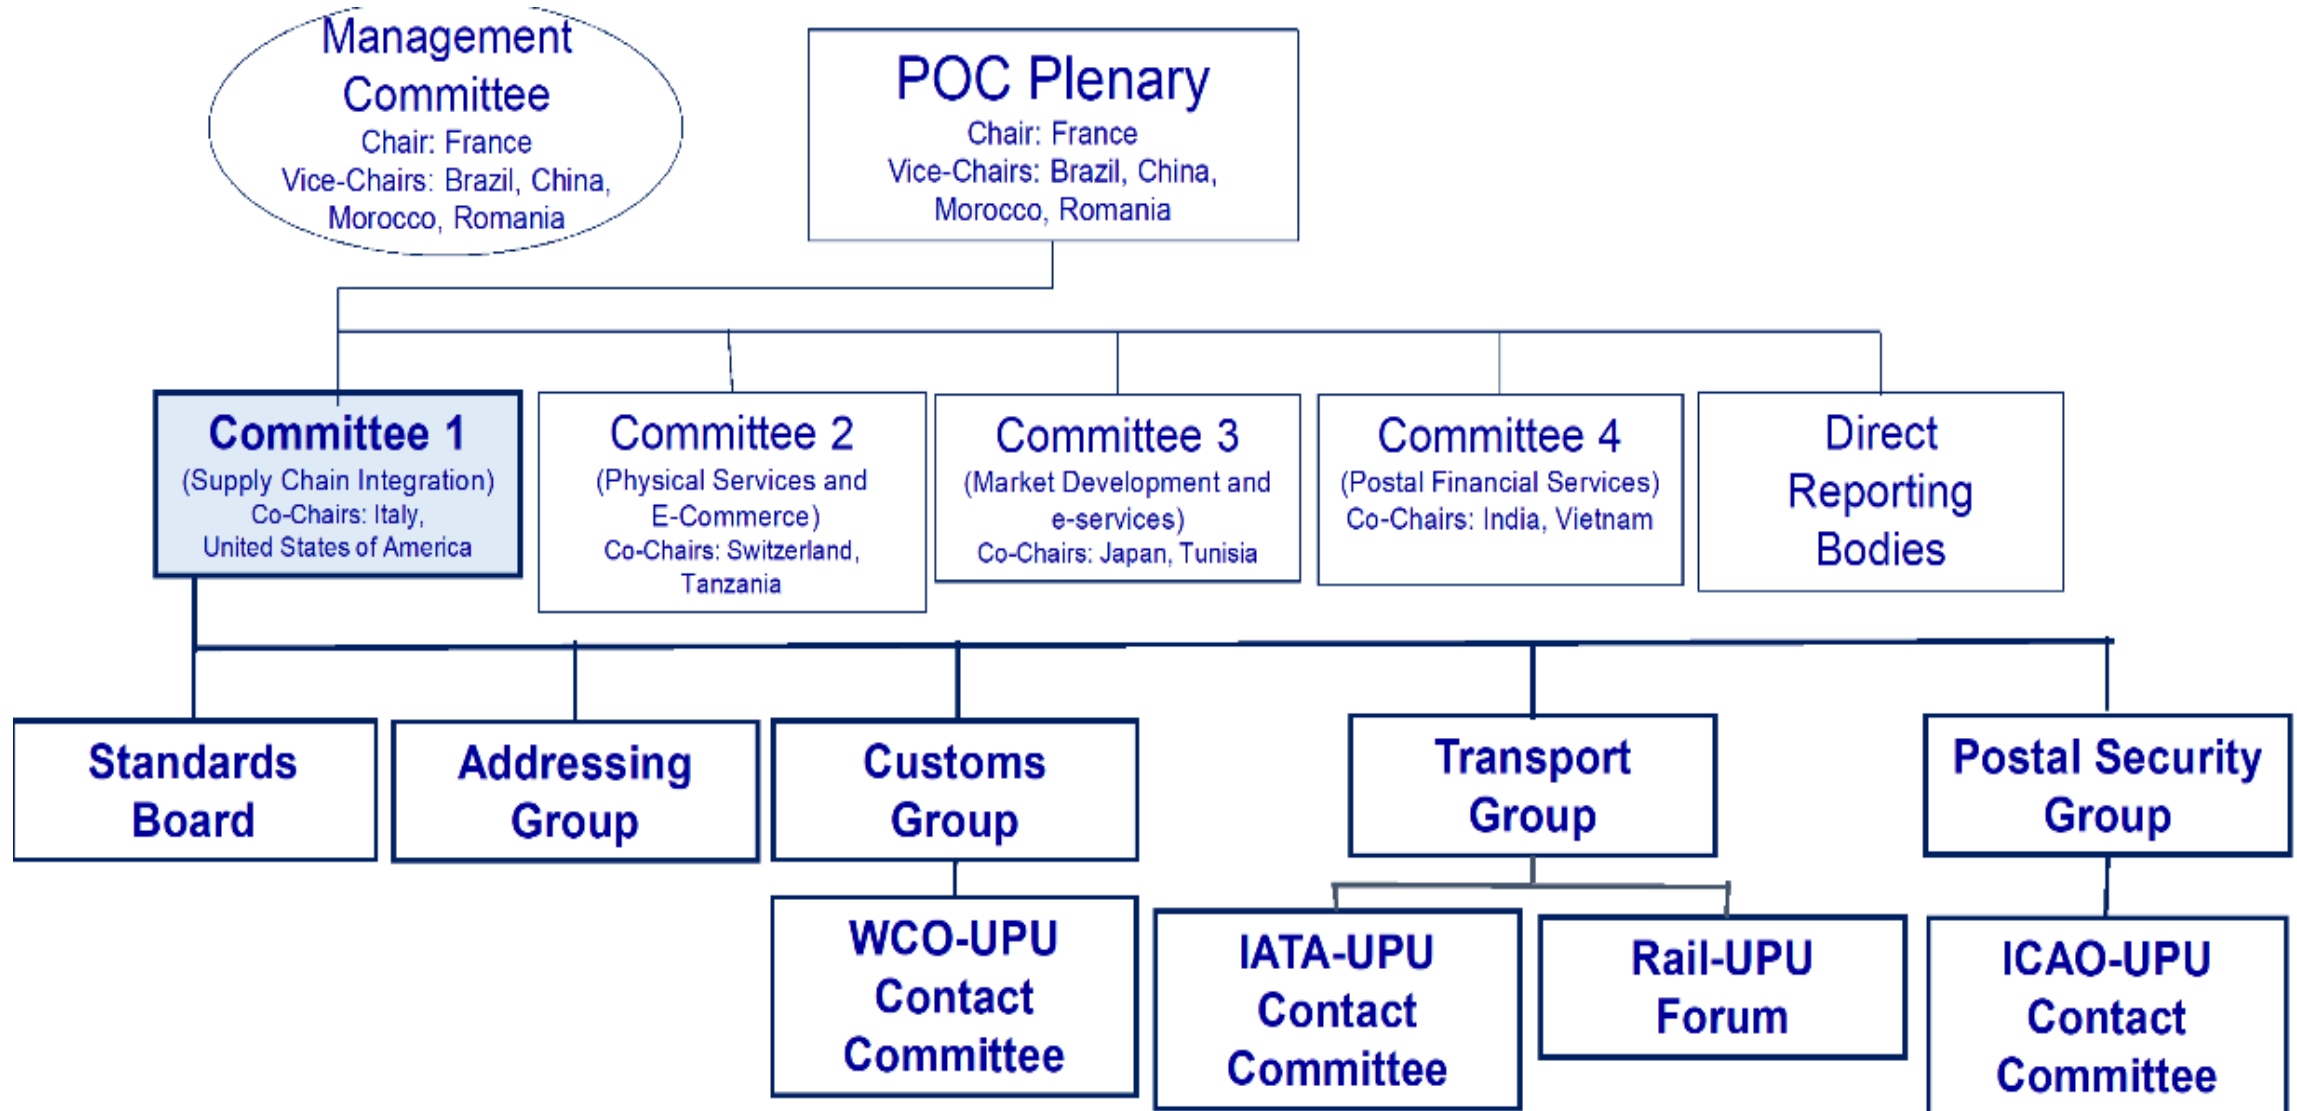 Management
Committee
Chair: France
Vice-Chairs: Brazil, China,
Morocco, Romania
POC Plenary
Chair: France
Vice-Chairs: Brazil, China,
Morocco, Romania
Committee 1
(Supply Chain Integration)
Co-Chairs: Italy,
United States of America
Committee 2
(Physical Services and
E-Commerce)
Co-Chairs: Switzerland,
Tanzania
Committee 3
(Market Development and
e-services)
Co-Chairs: Japan, Tunisia
Committee 4
(Postal Financial Services)
Co-Chairs: India, Vietnam
Direct
Reporting
Bodies
Standards
Board
Addressing
Group
Customs
Group
Transport
Group
Postal Security
Group
WCO-UPU
Contact
Committee
IATA-UPU
Contact
Committee
Rail-UPU
Forum
ICAO-UPU
Contact
Committee